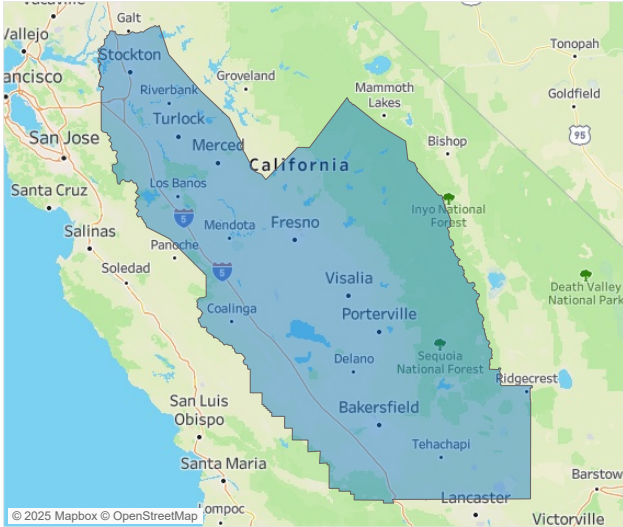 Vacaville
Galt
Vallejo
Stockton
Tonopah
ancisco
Groveland
Riverbank
Mammoth
Lakes
Goldfield
Turlock
95
San Jose
Merced
Bishop
California
Los Banos
Santa Cruz
Inyo National
Forest
5
Mendota
Fresno
Salinas
Panoche
5
Soledad
Visalia
Death Valley
National Park
Coalinga
Porterville
Delano
Sequoia
National Forest
Ridgecrest
San Luis
Obispo
Bakersfield
Tehachapi
Santa Maria
Barstow
Lancaster
Lompoc
© 2025 Mapbox © OpenStreetMap
Victorville